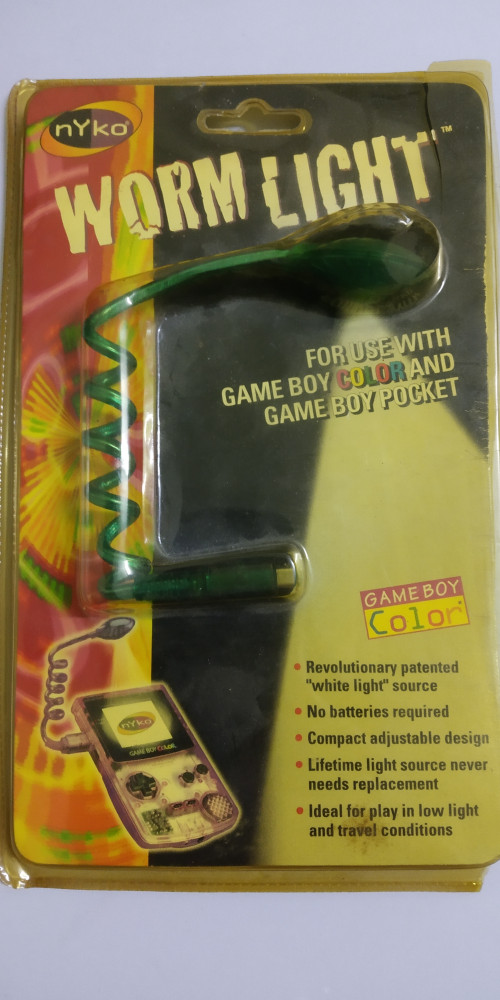 nyko®
WORM LIGHT™
FOR USE WITH
GAME BOY COLOR AND
GAME BOY POCKET
GAME BOY
Color
• Revolutionary patented
"white light" source
• No batteries required
• Compact adjustable design
• Lifetime light source never
needs replacement
• Ideal for play in low light
and travel conditions
nyko
GAME BOY COLOR